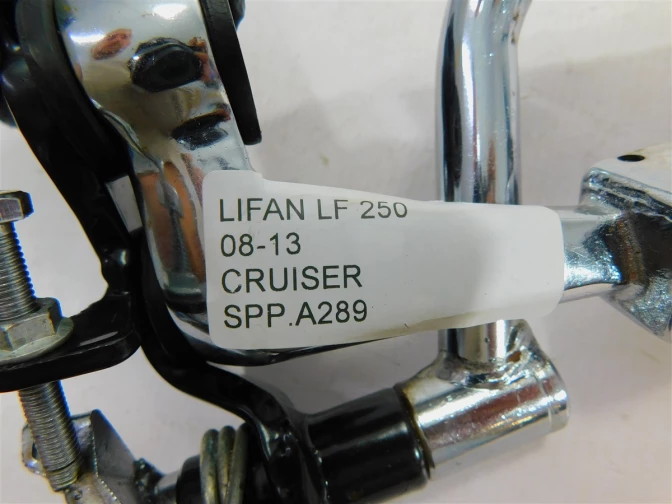 LIFAN LF 250
08-13
CRUISER
SPP.A289